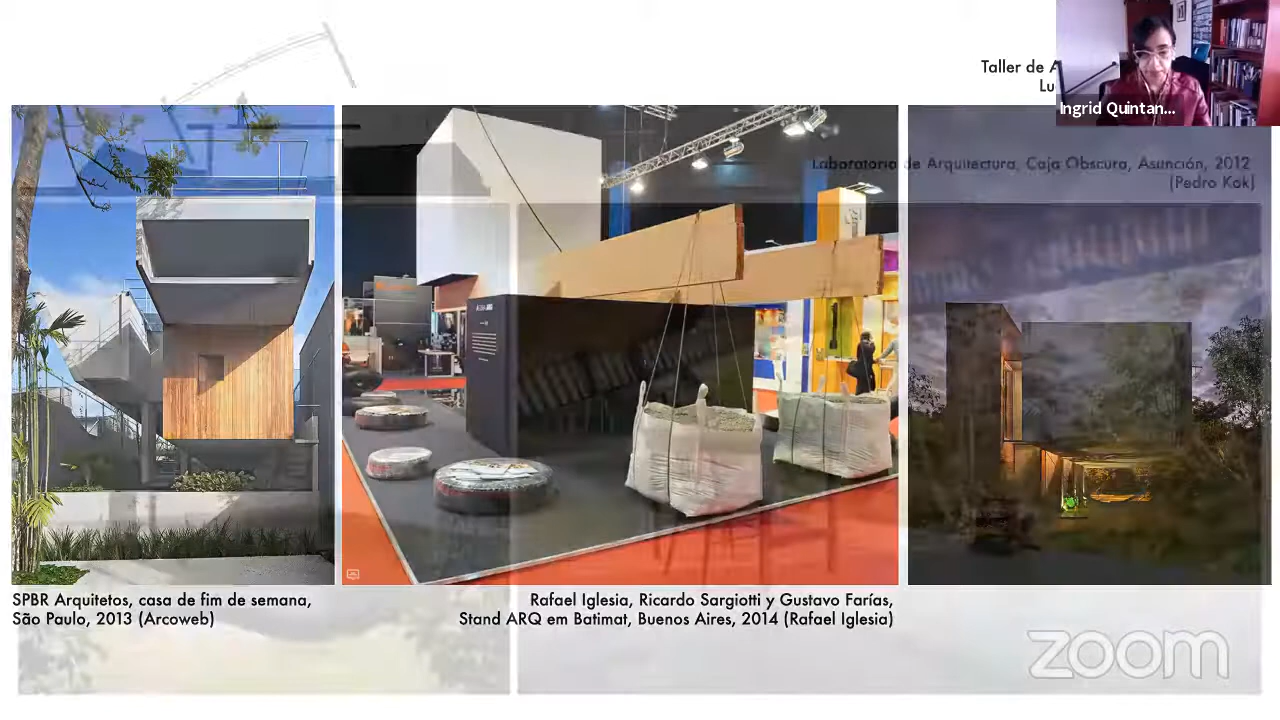 Taller de A
Lu
Ingrid Quintan...
Laboratorio de Arquitectura, Caja Obscura, Asunción, 2012
(Pedro Kok)
SPBR Arquitetos, casa de fim de semana,
São Paulo, 2013 (Arcoweb)
Rafael Iglesia, Ricardo Sargiotti y Gustavo Farías,
Stand ARQ em Batimat, Buenos Aires, 2014 (Rafael Iglesia)
zoom